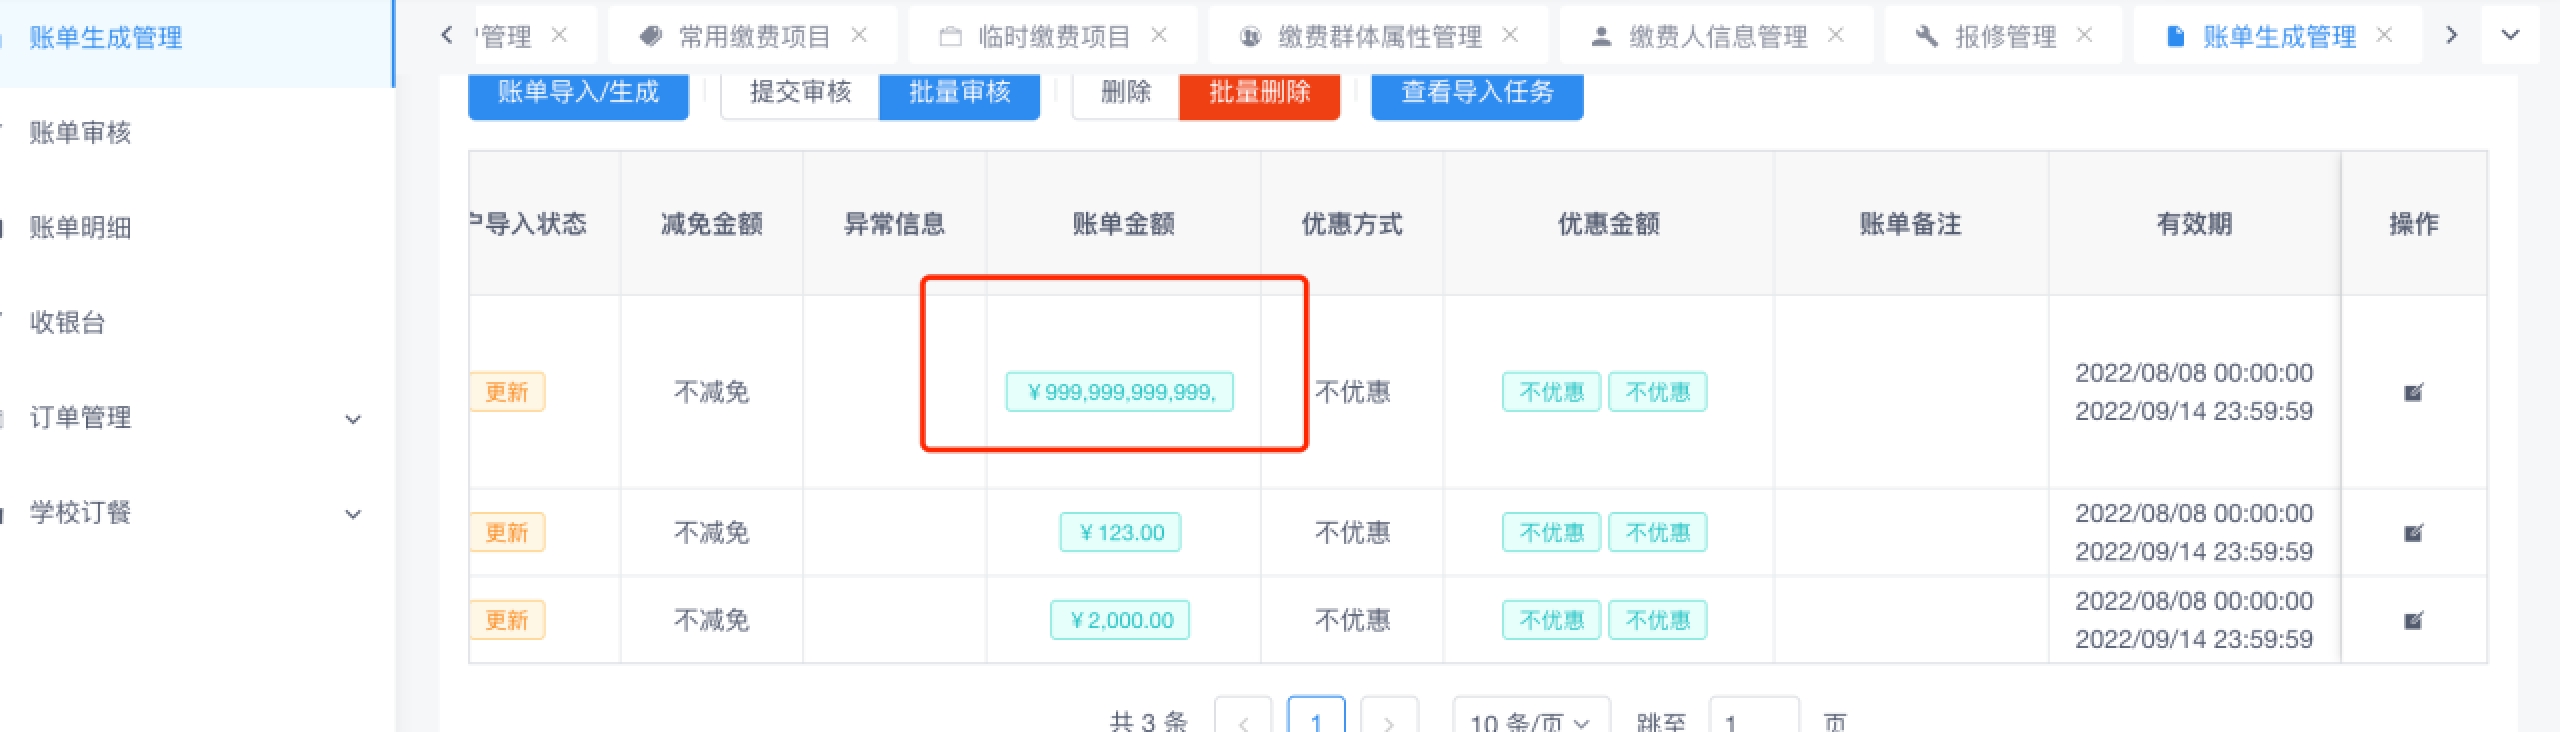 账单生成管理
账单审核
账单明细
收银台
订单管理
学校订餐
管理
常用缴费项目
临时缴费项目
缴费群体属性管理
缴费人信息管理
报修管理
账单生成管理
账单导入/生成
提交审核
批量审核
删除
批量删除
查看导入任务
户导入状态 减免金额 异常信息 账单金额 优惠方式 优惠金额 账单备注 有效期 操作
更新 不减免 ¥ 999,999,999,999, 不优惠 不优惠 不优惠 2022/08/08 00:00:00
2022/09/14 23:59:59
更新 不减免 ¥ 123.00 不优惠 不优惠 不优惠 2022/08/08 00:00:00
2022/09/14 23:59:59
更新 不减免 ¥ 2,000.00 不优惠 不优惠 不优惠 2022/08/08 00:00:00
2022/09/14 23:59:59
共 3 条 1 10 条/页 跳至 1 页